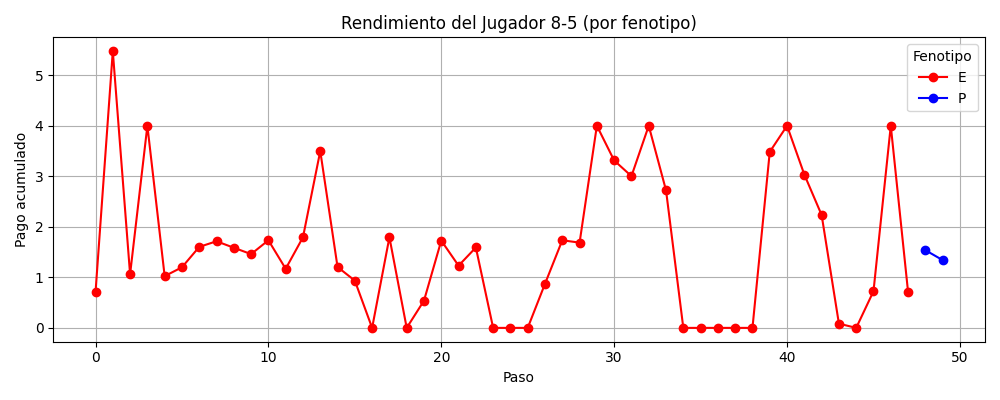 Rendimiento del Jugador 8-5 (por fenotipo)
Fenotipo
E
P
Pago acumulado
5
4
3
2
1
0
0 10 20 30 40 50
Paso